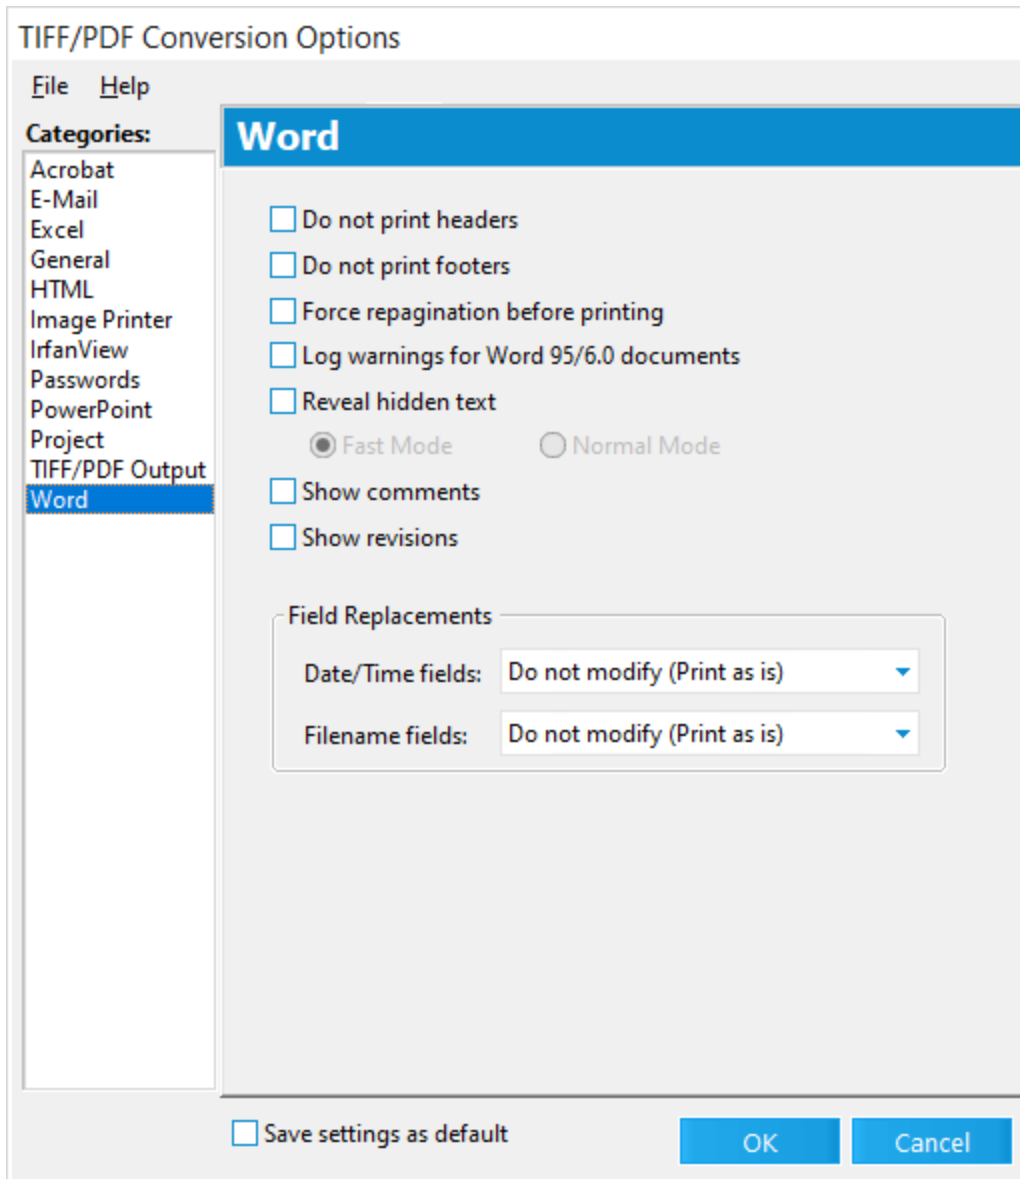 TIFF/PDF Conversion Options
File Help
Categories:
Acrobat
E-Mail
Excel
General
HTML
Image Printer
IrfanView
Passwords
PowerPoint
Project
TIFF/PDF Output
Word
Word
Do not print headers
Do not print footers
Force repagination before printing
Log warnings for Word 95/6.0 documents
Reveal hidden text
Fast Mode Normal Mode
Show comments
Show revisions
Field Replacements
Date/Time fields: Do not modify (Print as is)
Filename fields: Do not modify (Print as is)
Save settings as default
OK Cancel